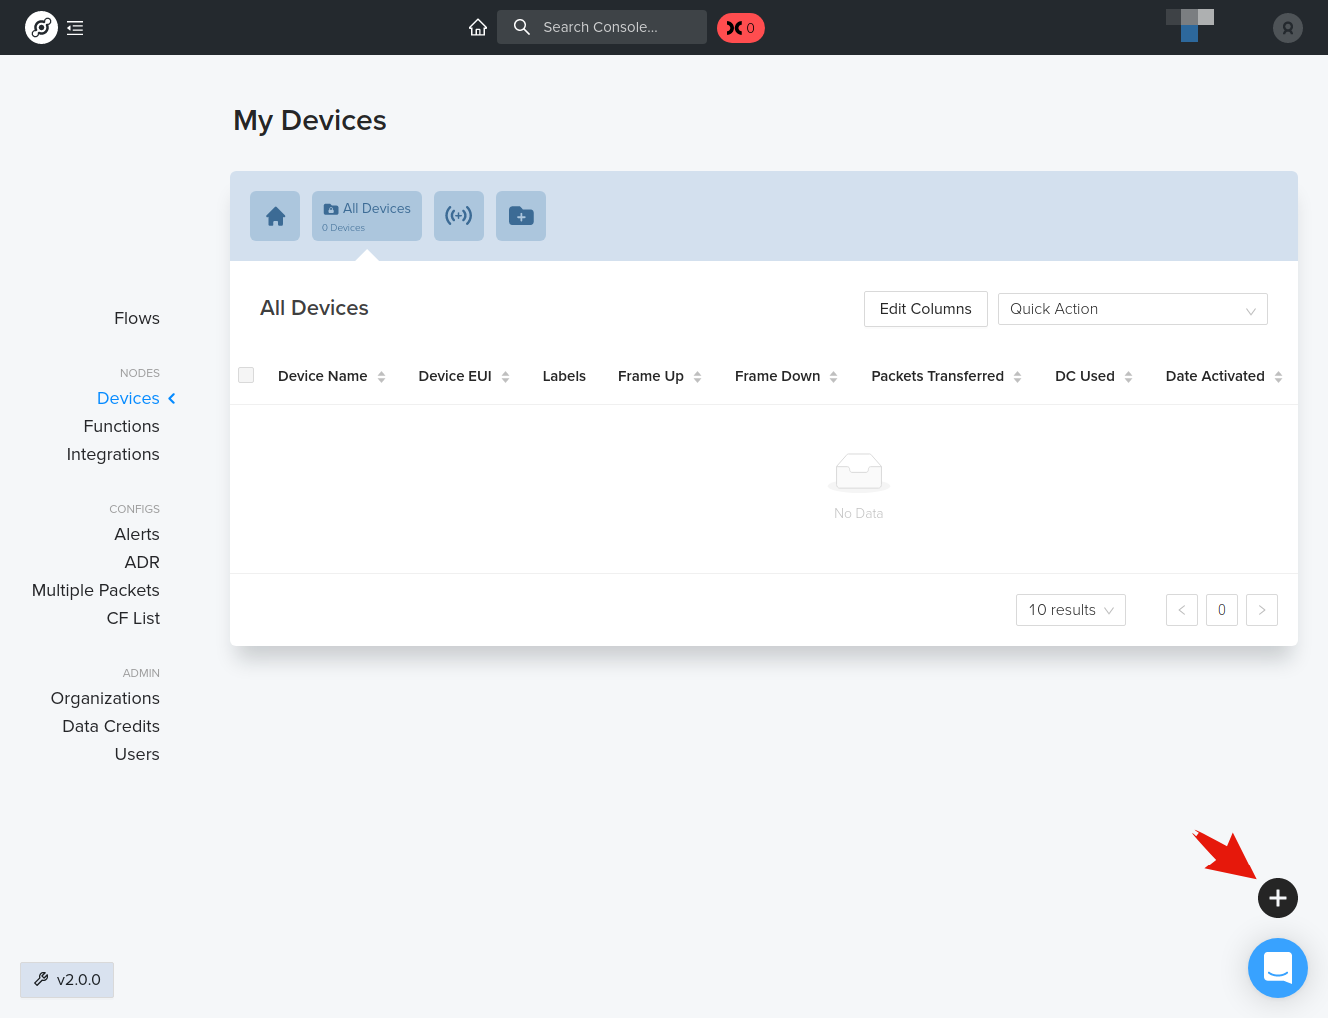 Search Console...
0
My Devices
All Devices
0 Devices
All Devices
Edit Columns
Quick Action
Device Name
Device EUI
Labels
Frame Up
Frame Down
Packets Transferred
DC Used
Date Activated
No Data
10 results
0
Flows
NODES
Devices
Functions
Integrations
CONFIGS
Alerts
ADR
Multiple Packets
CF List
ADMIN
Organizations
Data Credits
Users
v2.0.0